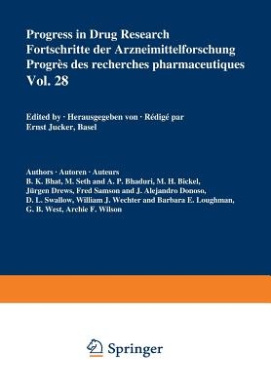 Progress in Drug Research
Fortschritte der Arzneimittelforschung
Progrès des recherches pharmaceutiques
Vol. 28
Edited by · Herausgegeben von · Rédigé par
Ernst Jucker, Basel
Authors · Autoren · Auteurs
B. K. Bhat, M. Seth and A. P. Bhaduri, M. H. Bickel,
Jürgen Drews, Fred Samson and J. Alejandro Donoso,
D. L. Swallow, William J. Wechter and Barbara E. Loughman,
G. B. West, Archie F. Wilson
Springer